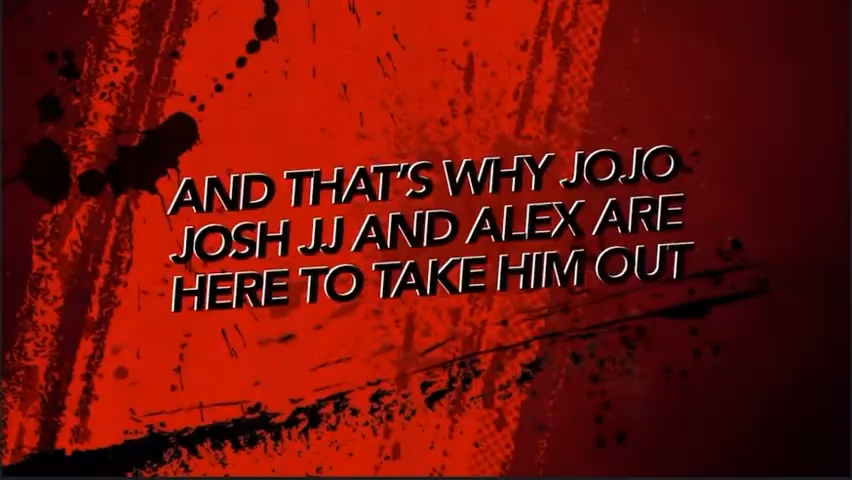 AND THAT'S WHY JOJO
JOSH JJ AND ALEX ARE
HERE TO TAKE HIM OUT